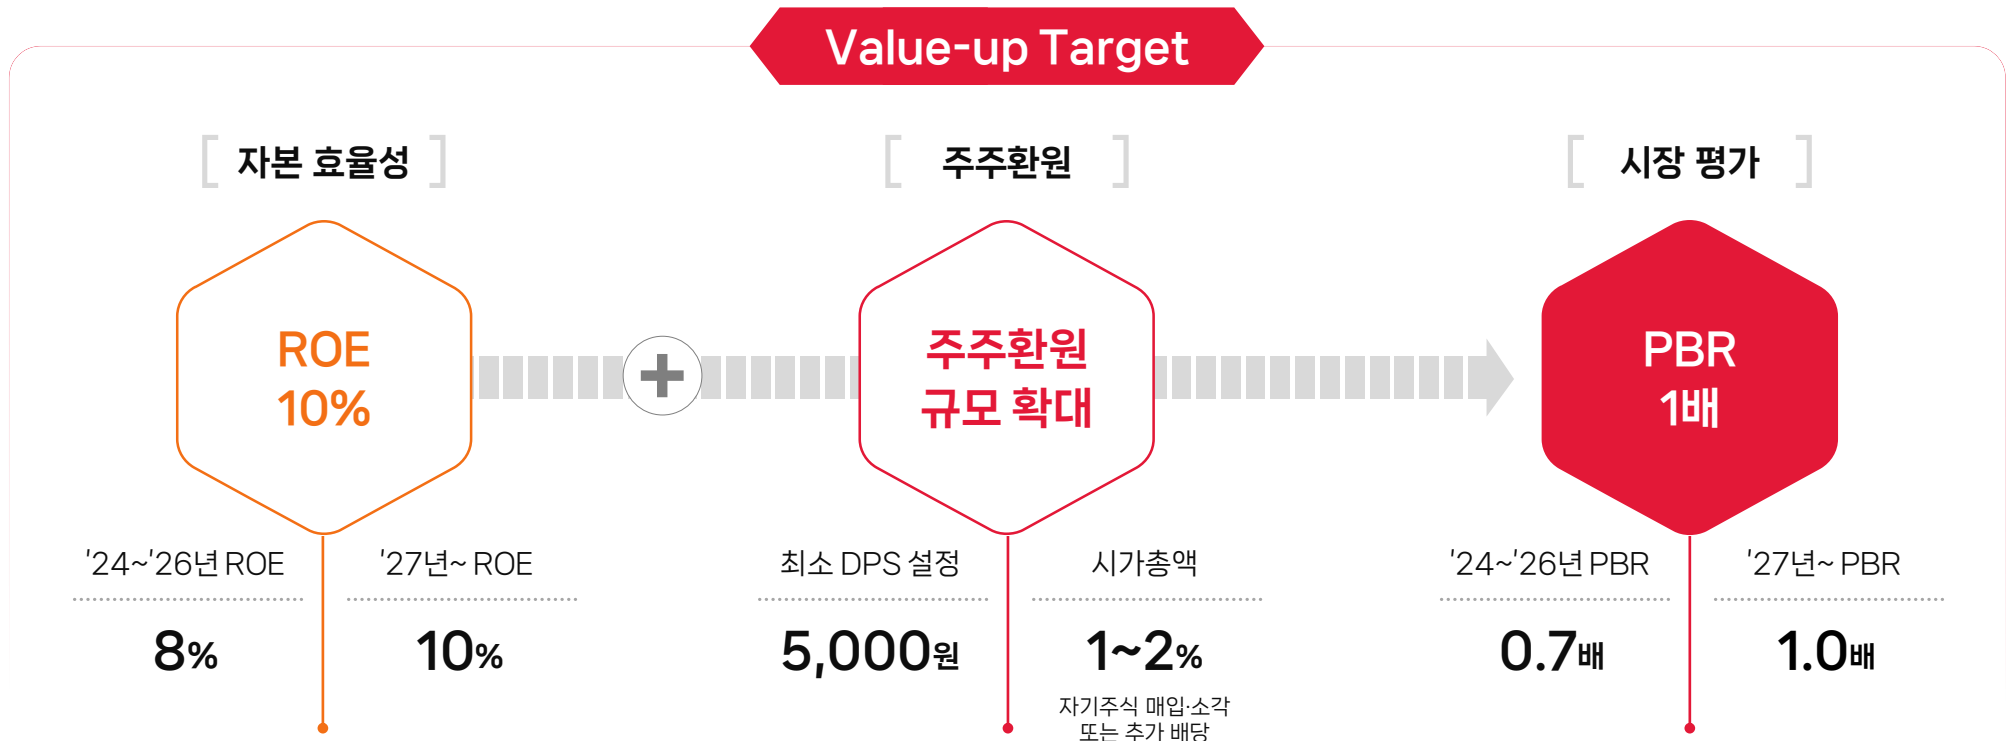 Value-up Target
자본 효율성
주주환원
시장 평가
ROE
10%
주주환원
규모 확대
PBR
1배
'24~'26년 ROE
'27년~ ROE
최소 DPS 설정
시가총액
'24~'26년 PBR
'27년~ PBR
8%
10%
5,000원
1~2%
0.7배
1.0배
자기주식 매입·소각
또는 추가 배당